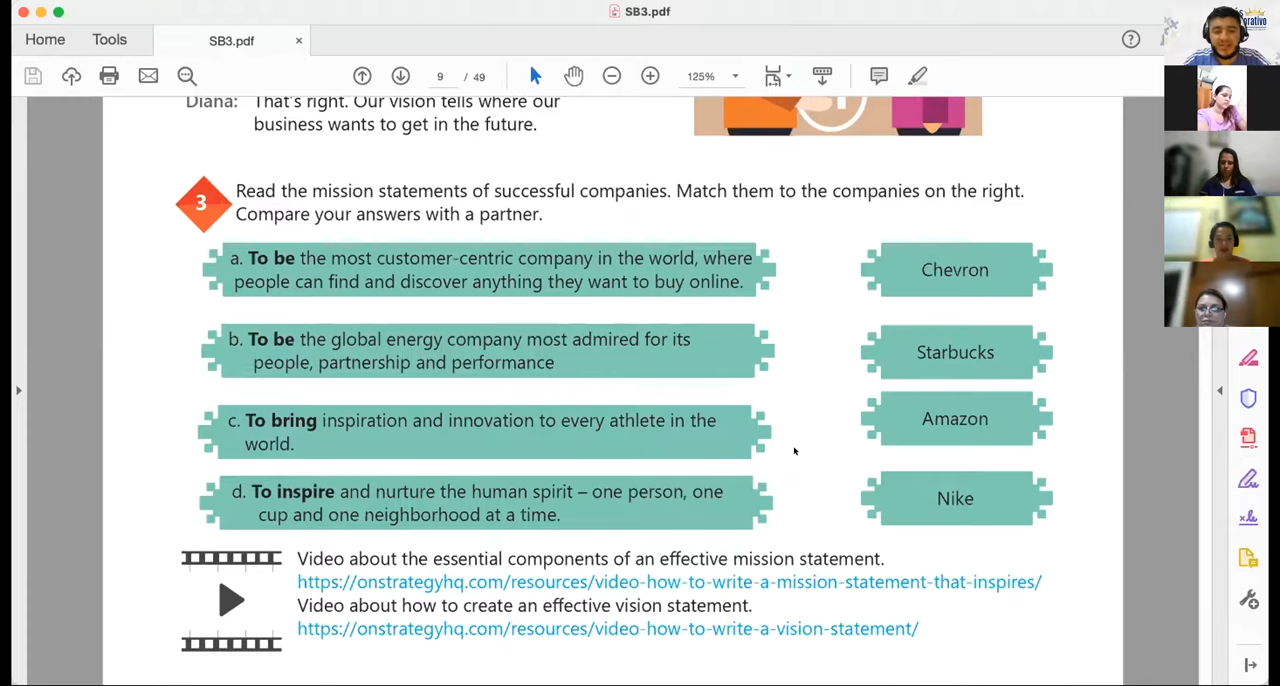 SB3.pdf
Home
Tools
SB3.pdf
×
9
/ 49
125%
Diana:
That's right. Our vision tells where our
business wants to get in the future.
3
Read the mission statements of successful companies. Match them to the companies on the right.
Compare your answers with a partner.
a. To be the most customer-centric company in the world, where
people can find and discover anything they want to buy online.
Chevron
b. To be the global energy company most admired for its
people, partnership and performance
Starbucks
c. To bring inspiration and innovation to every athlete in the
world.
Amazon
d. To inspire and nurture the human spirit – one person, one
cup and one neighborhood at a time.
Nike
Video about the essential components of an effective mission statement.
https://onstrategyhq.com/resources/video-how-to-write-a-mission-statement-that-inspires/
Video about how to create an effective vision statement.
https://onstrategyhq.com/resources/video-how-to-write-a-vision-statement/